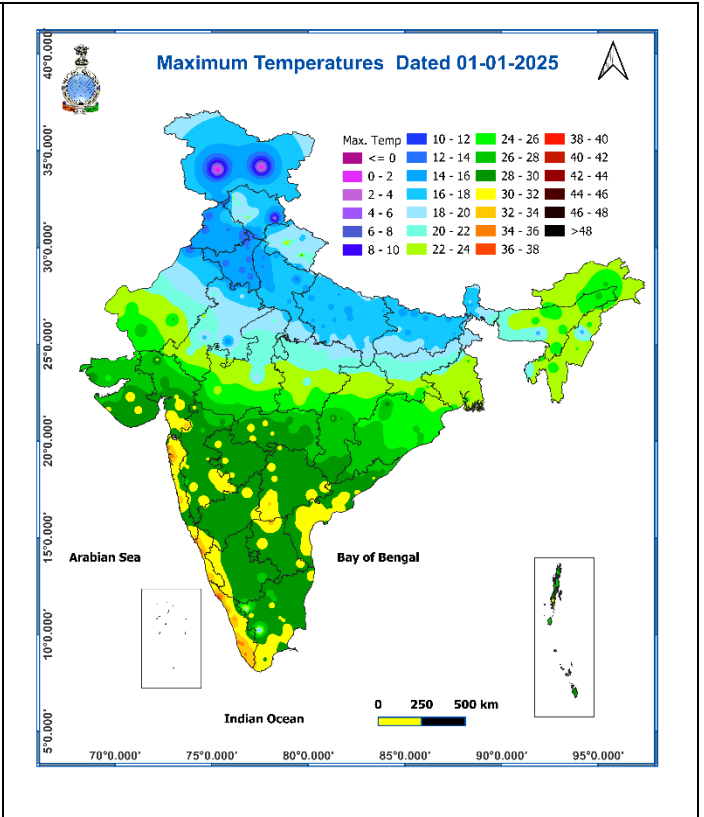 Maximum Temperatures Dated 01-01-2025
Max. Temp
<= 0
0 - 2
2 - 4
4 - 6
6 - 8
8 - 10
10 - 12
12 - 14
14 - 16
16 - 18
18 - 20
20 - 22
22 - 24
24 - 26
26 - 28
28 - 30
30 - 32
32 - 34
34 - 36
36 - 38
38 - 40
40 - 42
42 - 44
44 - 46
46 - 48
>48
40°0.000'
35°0.000'
30°0.000'
25°0.000'
20°0.000'
15°0.000'
10°0.000'
5°0.000'
Arabian Sea
Bay of Bengal
Indian Ocean
0 250 500 km
70°0.000' 75°0.000' 80°0.000' 85°0.000' 90°0.000' 95°0.000'